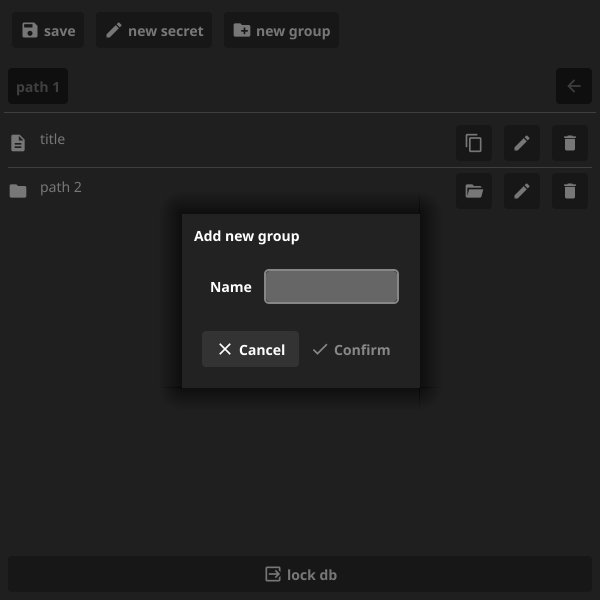 save new secret new group
path 1
title
path 2
Add new group
Name
Cancel Confirm
lock db